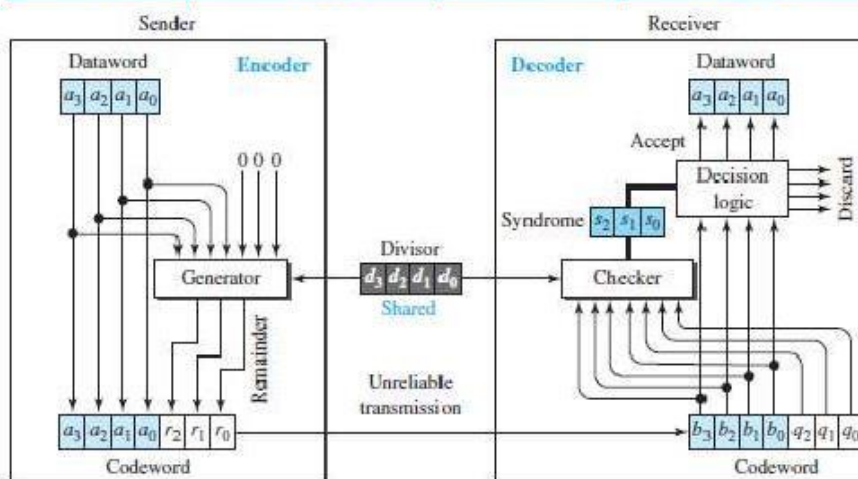 Sender
Receiver
Dataword
Encoder
a3 a2 a1 a0
0 0 0
Generator
Remainder
a3 a2 a1 a0 r2 r1 r0
Codeword
Divisor
d3 d2 d1 d0
Shared
Unreliable
transmission
Decoder
Dataword
a3 a2 a1 a0
Accept
Decision
logic
Discard
Syndrome s2 s1 s0
Checker
b3 b2 b1 b0 q2 q1 q0
Codeword